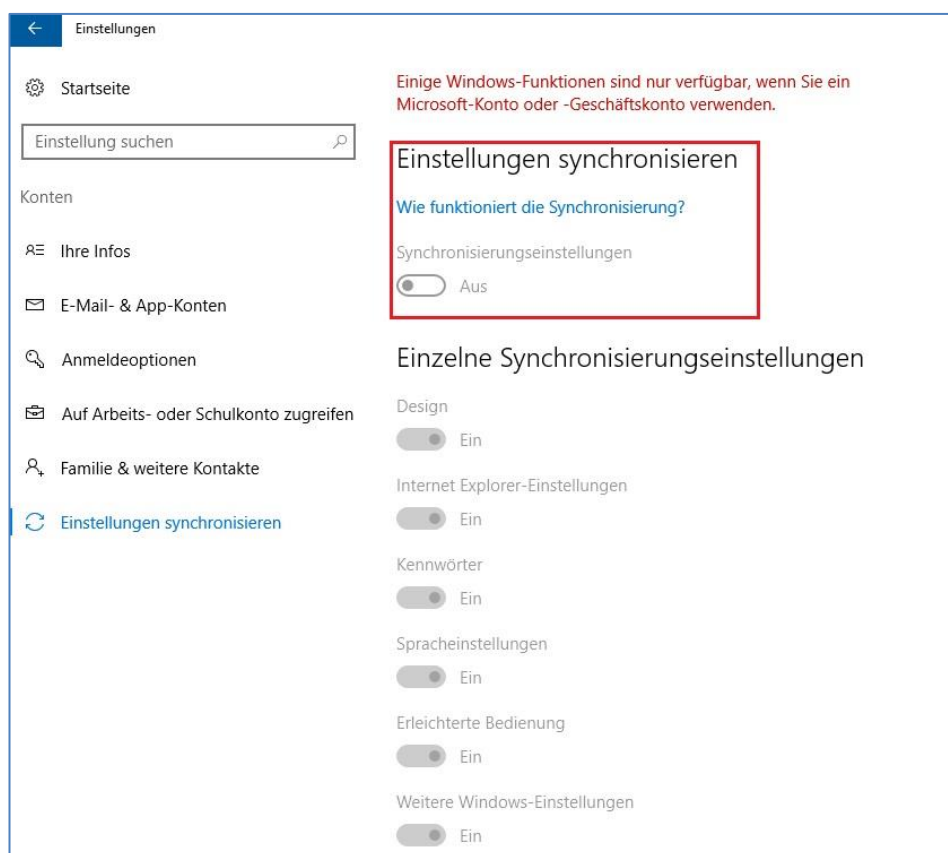 Einstellungen
Startseite
Einstellung suchen
Konten
Ihre Infos
E-Mail- & App-Konten
Anmeldeoptionen
Auf Arbeits- oder Schulkonto zugreifen
Familie & weitere Kontakte
Einstellungen synchronisieren
Einige Windows-Funktionen sind nur verfügbar, wenn Sie ein
Microsoft-Konto oder -Geschäftskonto verwenden.
Einstellungen synchronisieren
Wie funktioniert die Synchronisierung?
Synchronisierungseinstellungen
Aus
Einzelne Synchronisierungseinstellungen
Design
Ein
Internet Explorer-Einstellungen
Ein
Kennwörter
Ein
Spracheinstellungen
Ein
Erleichterte Bedienung
Ein
Weitere Windows-Einstellungen
Ein